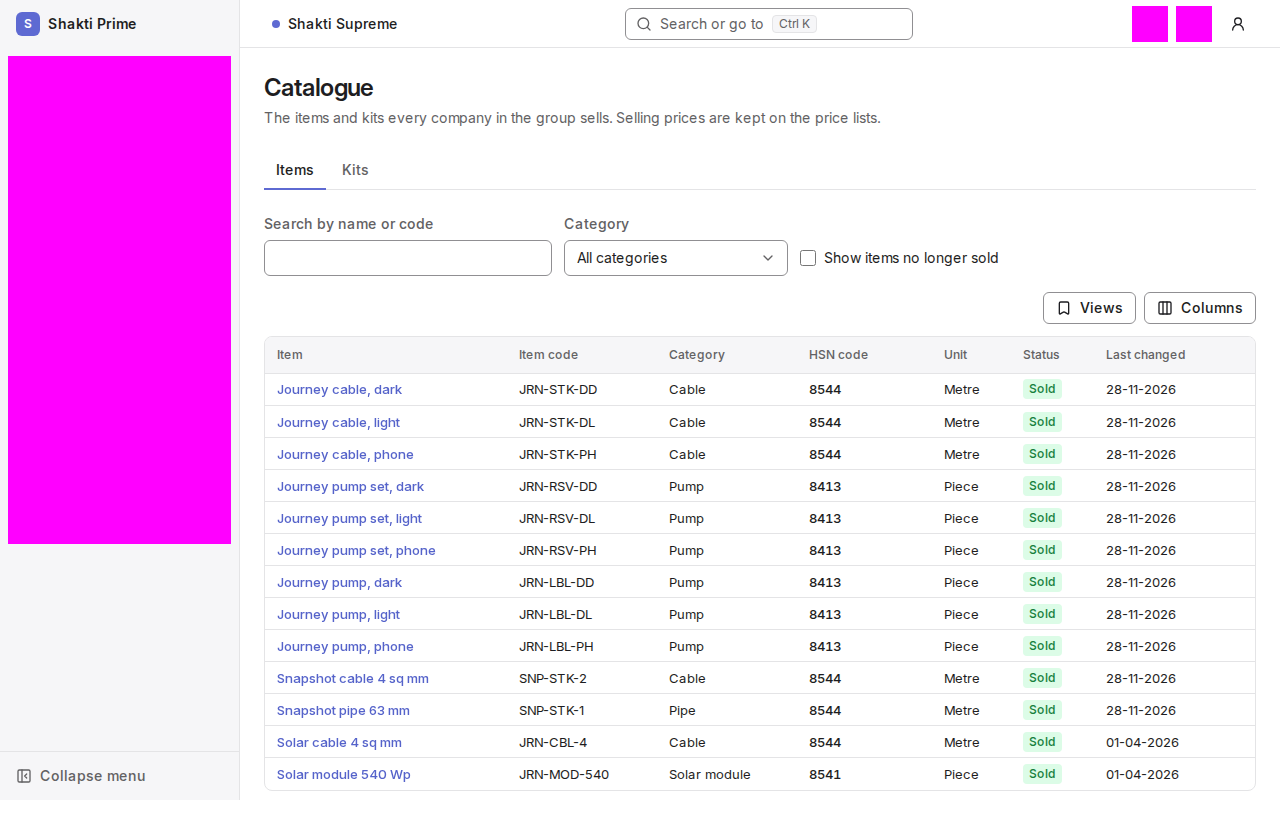 S Shakti Prime
Shakti Supreme
Search or go to Ctrl K
Catalogue
The items and kits every company in the group sells. Selling prices are kept on the price lists.
Items Kits
Search by name or code Category
All categories Show items no longer sold
Views Columns
Item Item code Category HSN code Unit Status Last changed
Journey cable, dark JRN-STK-DD Cable 8544 Metre Sold 28-11-2026
Journey cable, light JRN-STK-DL Cable 8544 Metre Sold 28-11-2026
Journey cable, phone JRN-STK-PH Cable 8544 Metre Sold 28-11-2026
Journey pump set, dark JRN-RSV-DD Pump 8413 Piece Sold 28-11-2026
Journey pump set, light JRN-RSV-DL Pump 8413 Piece Sold 28-11-2026
Journey pump set, phone JRN-RSV-PH Pump 8413 Piece Sold 28-11-2026
Journey pump, dark JRN-LBL-DD Pump 8413 Piece Sold 28-11-2026
Journey pump, light JRN-LBL-DL Pump 8413 Piece Sold 28-11-2026
Journey pump, phone JRN-LBL-PH Pump 8413 Piece Sold 28-11-2026
Snapshot cable 4 sq mm SNP-STK-2 Cable 8544 Metre Sold 28-11-2026
Snapshot pipe 63 mm SNP-STK-1 Pipe 8544 Metre Sold 28-11-2026
Solar cable 4 sq mm JRN-CBL-4 Cable 8544 Metre Sold 01-04-2026
Solar module 540 Wp JRN-MOD-540 Solar module 8541 Piece Sold 01-04-2026
Collapse menu